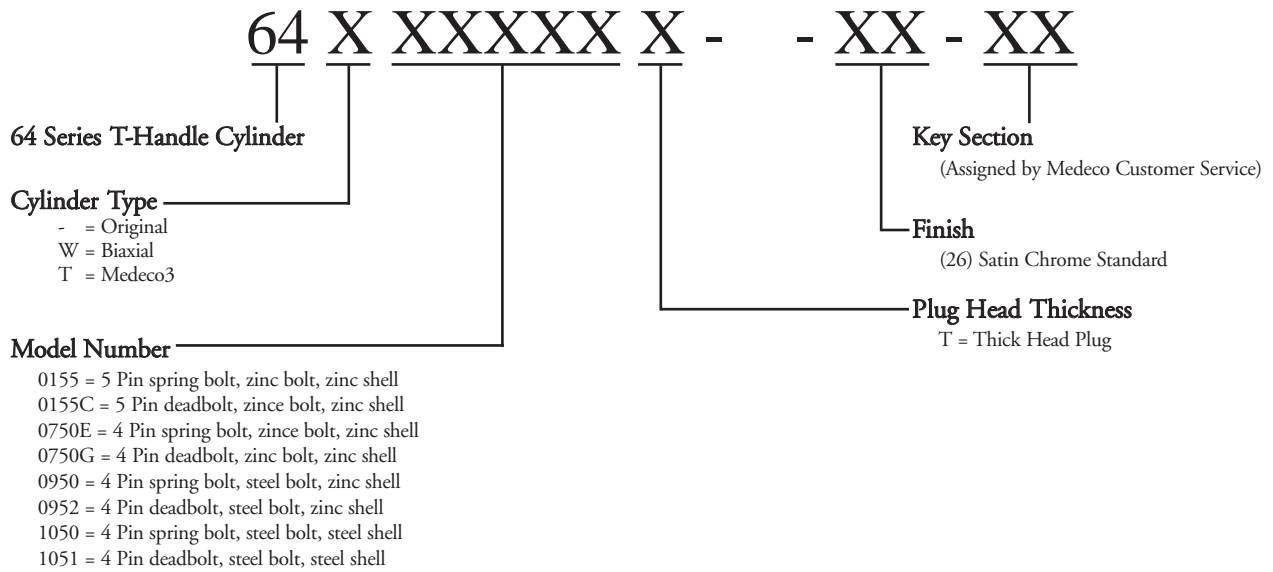 64 X XXXXX X - - XX - XX
64 Series T-Handle Cylinder
Cylinder Type
- = Original
W = Biaxial
T = Medeco3
Model Number
0155 = 5 Pin spring bolt, zinc bolt, zinc shell
0155C = 5 Pin deadbolt, zince bolt, zinc shell
0750E = 4 Pin spring bolt, zince bolt, zinc shell
0750G = 4 Pin deadbolt, zinc bolt, zinc shell
0950 = 4 Pin spring bolt, steel bolt, zinc shell
0952 = 4 Pin deadbolt, steel bolt, zinc shell
1050 = 4 Pin spring bolt, steel bolt, steel shell
1051 = 4 Pin deadbolt, steel bolt, steel shell
Key Section
(Assigned by Medeco Customer Service)
Finish
(26) Satin Chrome Standard
Plug Head Thickness
T = Thick Head Plug